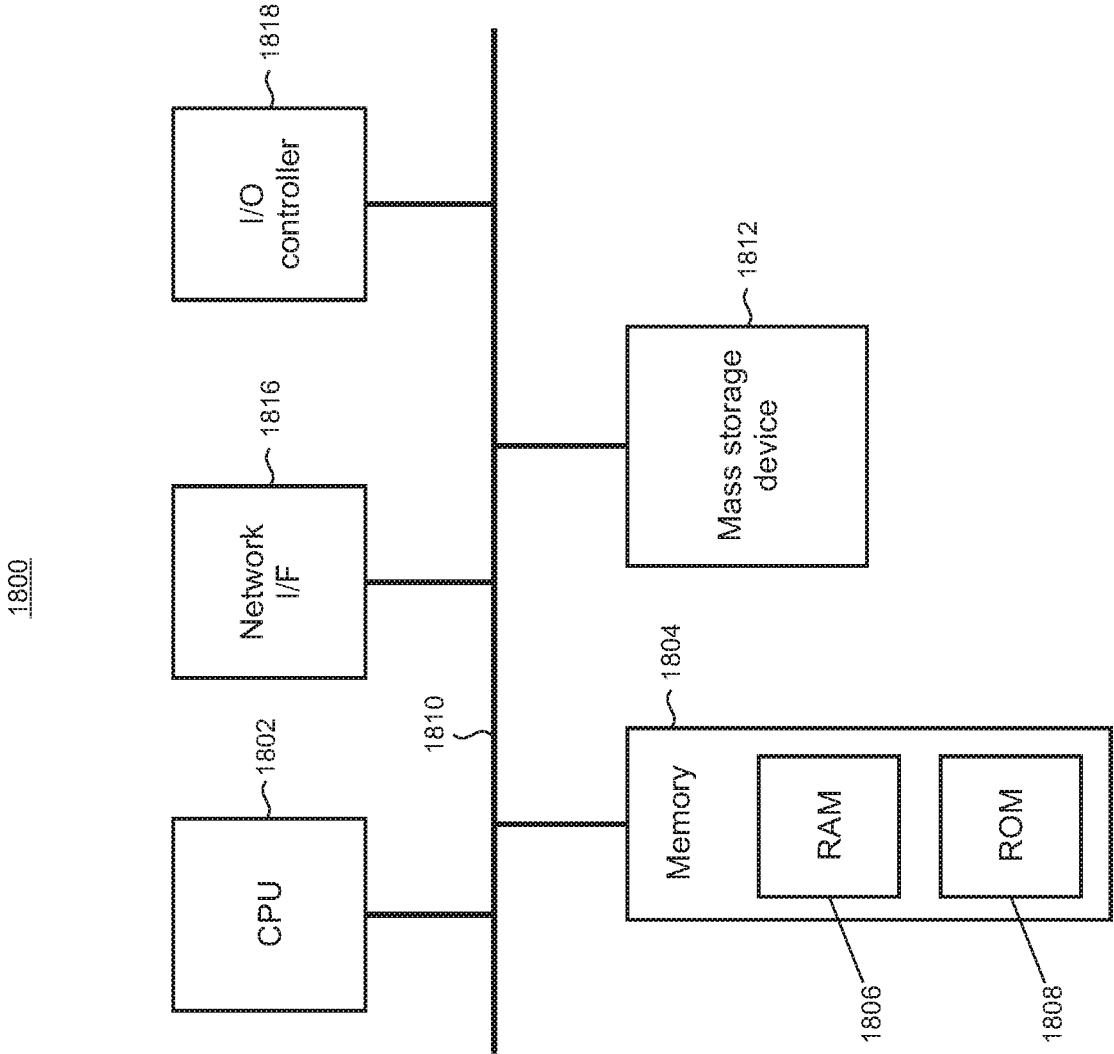 1800
CPU
1802
Network
I/F
1816
I/O
controller
1818
1810
Memory
1804
RAM
1806
ROM
1808
Mass storage
device
1812